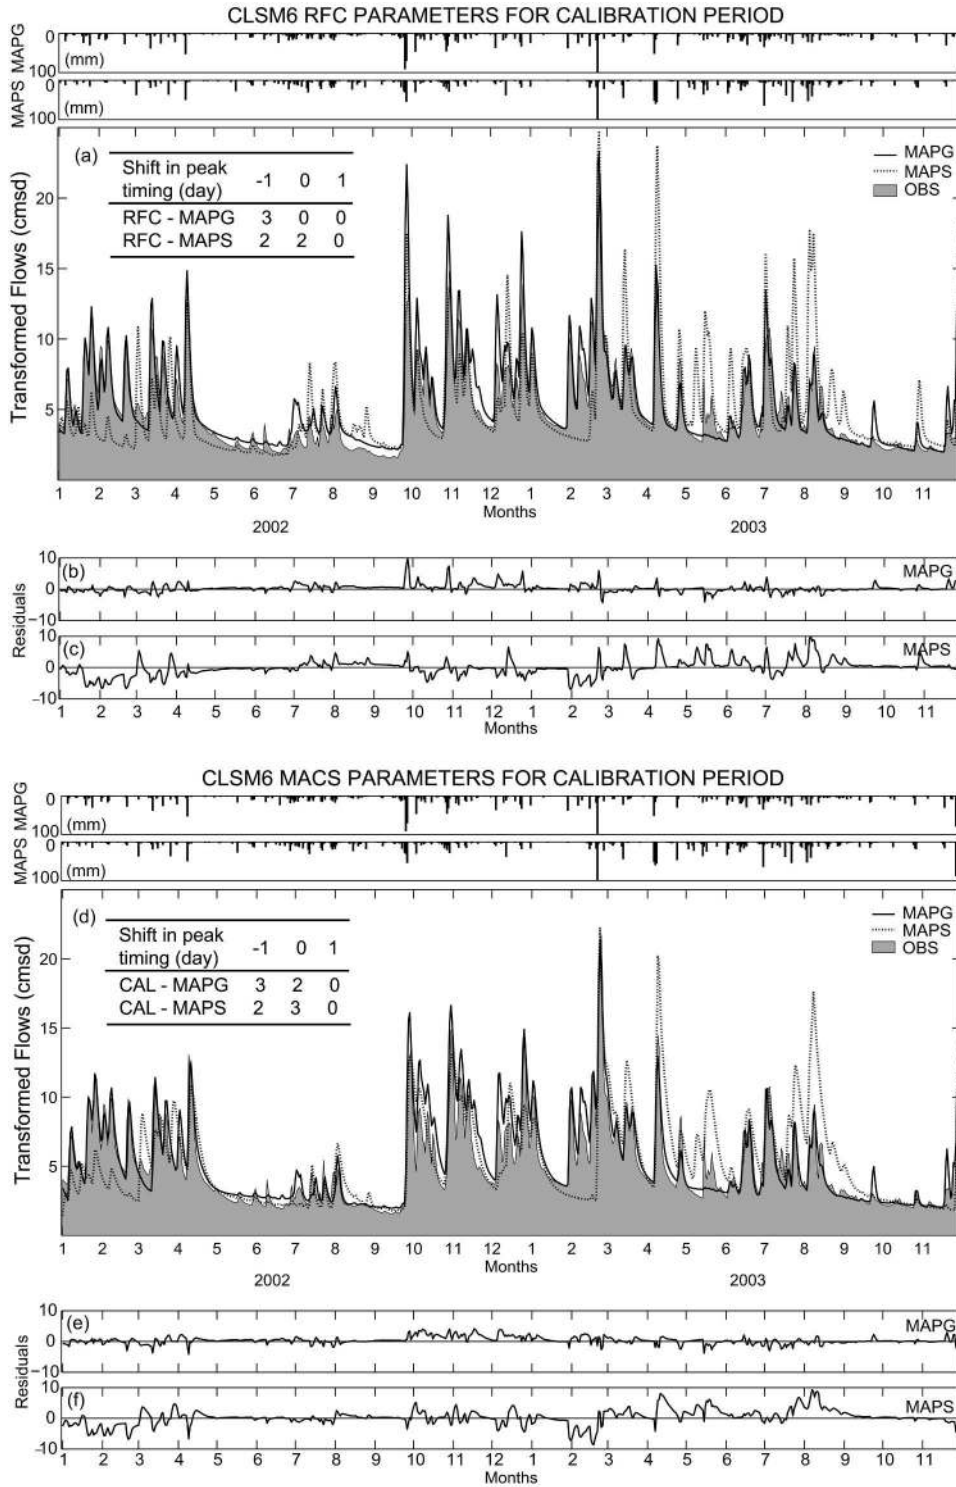 CLSM6 RFC PARAMETERS FOR CALIBRATION PERIOD
MAPG
0
100
(mm)
MAPS
0
100
(mm)
Transformed Flows (cmsd)
(a)
Shift in peak timing (day) -1 0 1
RFC - MAPG 3 0 0
RFC - MAPS 2 2 0
MAPG
MAPS
OBS
20
15
10
5
1 2 3 4 5 6 7 8 9 10 11 12 1 2 3 4 5 6 7 8 9 10 11
Months
2002 2003
Residuals
(b) MAPG
10
0
-10
(c) MAPS
10
0
-10
1 2 3 4 5 6 7 8 9 10 11 12 1 2 3 4 5 6 7 8 9 10 11
Months
CLSM6 MACS PARAMETERS FOR CALIBRATION PERIOD
MAPG
0
100
(mm)
MAPS
0
100
Transformed Flows (cmsd)
(d)
Shift in peak timing (day) -1 0 1
CAL - MAPG 3 2 0
CAL - MAPS 2 3 0
MAPG
MAPS
OBS
20
15
10
5
1 2 3 4 5 6 7 8 9 10 11 12 1 2 3 4 5 6 7 8 9 10 11
Months
2002 2003
Residuals
(e) MAPG
10
0
-10
(f) MAPS
10
0
-10
1 2 3 4 5 6 7 8 9 10 11 12 1 2 3 4 5 6 7 8 9 10 11
Months